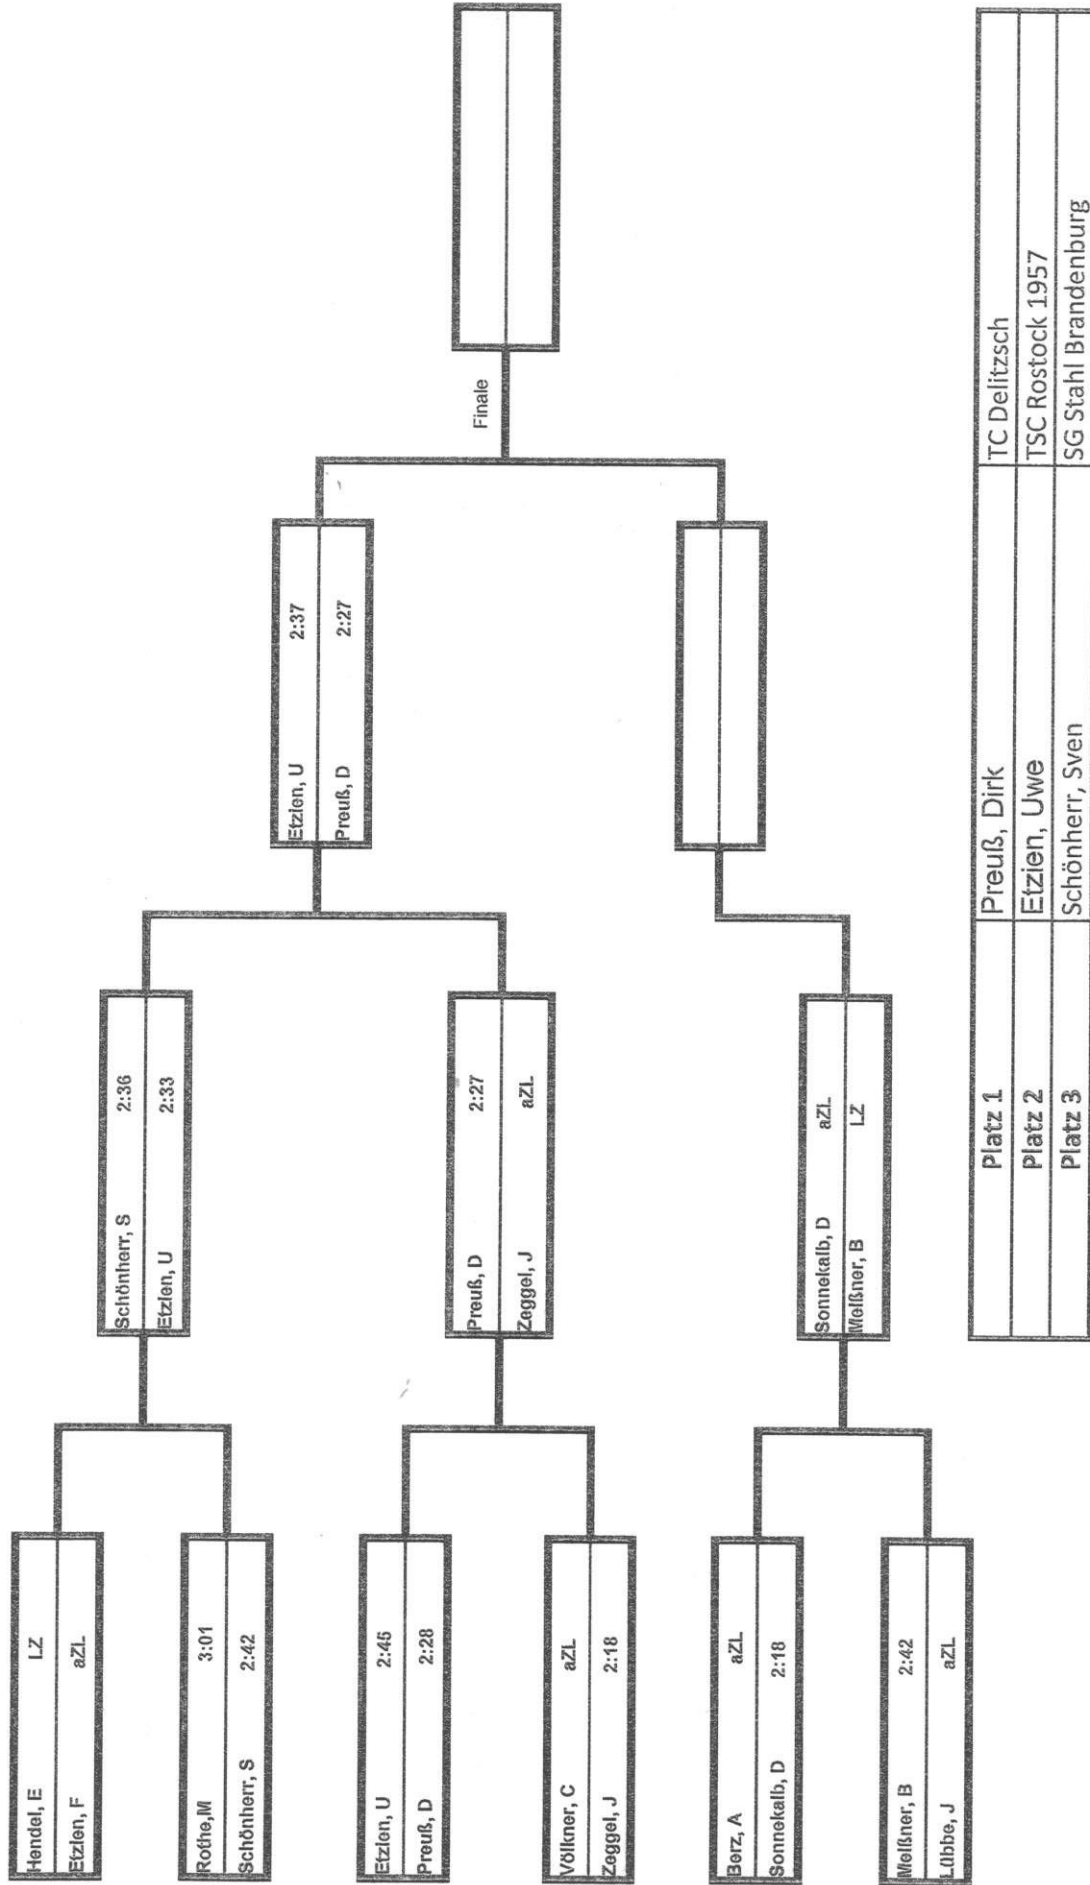 Hendel, E LZ
Etzien, F aZL
Rothe,M 3:01
Schönherr, S 2:42
Etzien, U 2:45
Preuß, D 2:28
Völkner, C aZL
Zeggel, J 2:18
Berz, A aZL
Sonnekalb, D 2:18
Meißner, B 2:42
Lübbe, J aZL
Schönherr, S 2:36
Etzien, U 2:33
Preuß, D 2:27
Zeggel, J aZL
Sonnekalb, D aZL
Meißner, B LZ
Etzien, U 2:37
Preuß, D 2:27
Finale
Platz 1 Preuß, Dirk TC Delitzsch
Platz 2 Etzien, Uwe TSC Rostock 1957
Platz 3 Schönherr, Sven SG Stahl Brandenburg